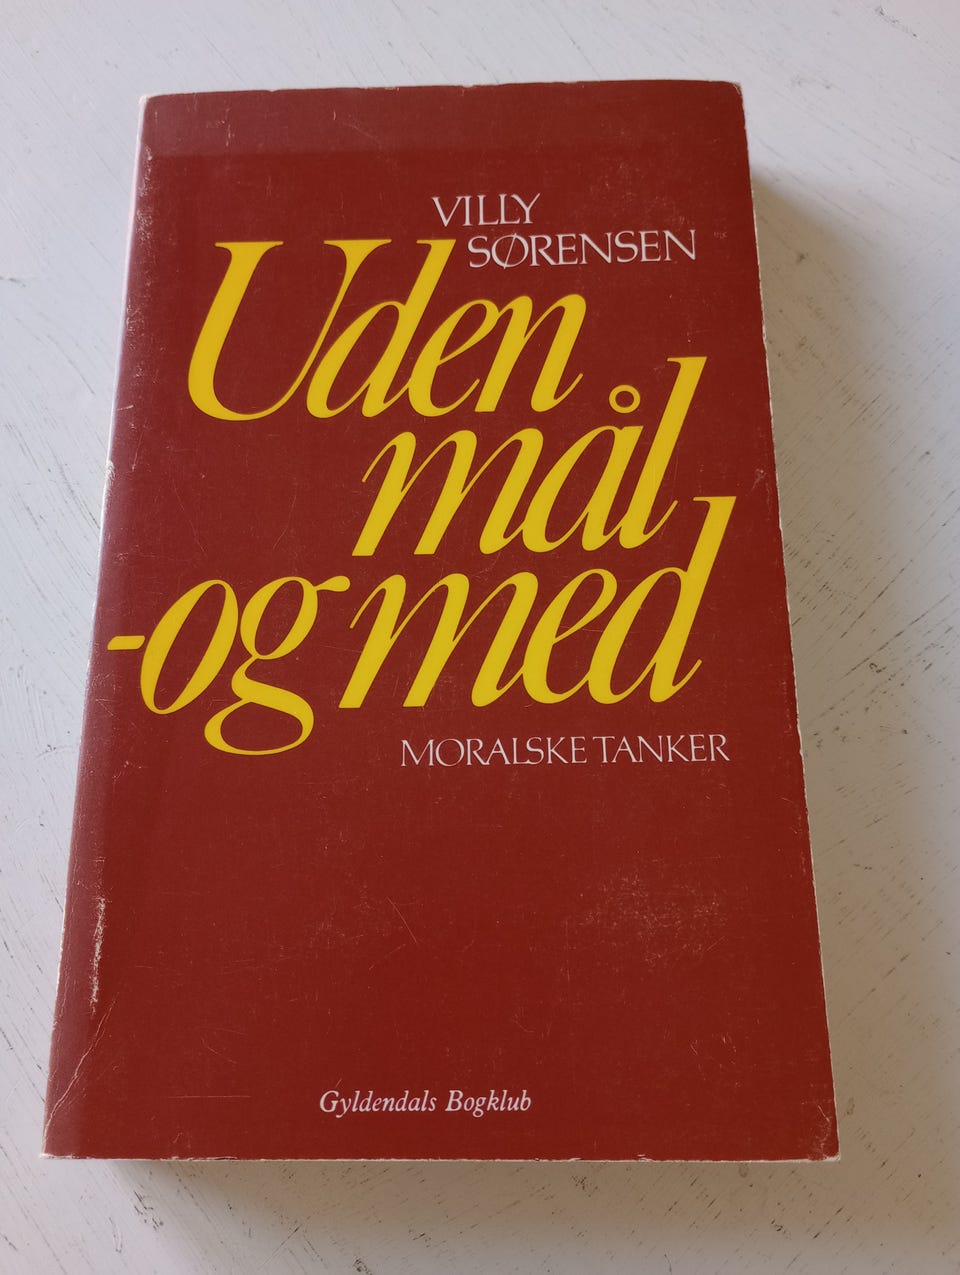 VILLY
SØRENSEN
Uden
mål
-og med
MORALSKE TANKER
Gyldendals Bogklub